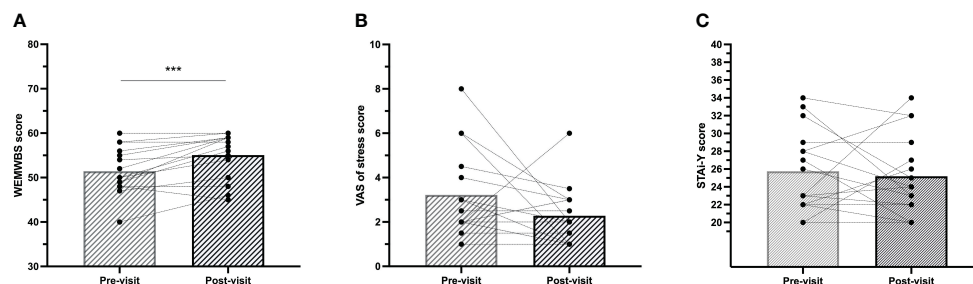 A
WEMWBS score
80
70
60
50
40
30
***
Pre-visit
Post-visit
B
VAS of stress score
10
8
6
4
2
0
Pre-visit
Post-visit
C
STAi-Y score
40
38
36
34
32
30
28
26
24
22
20
Pre-visit
Post-visit